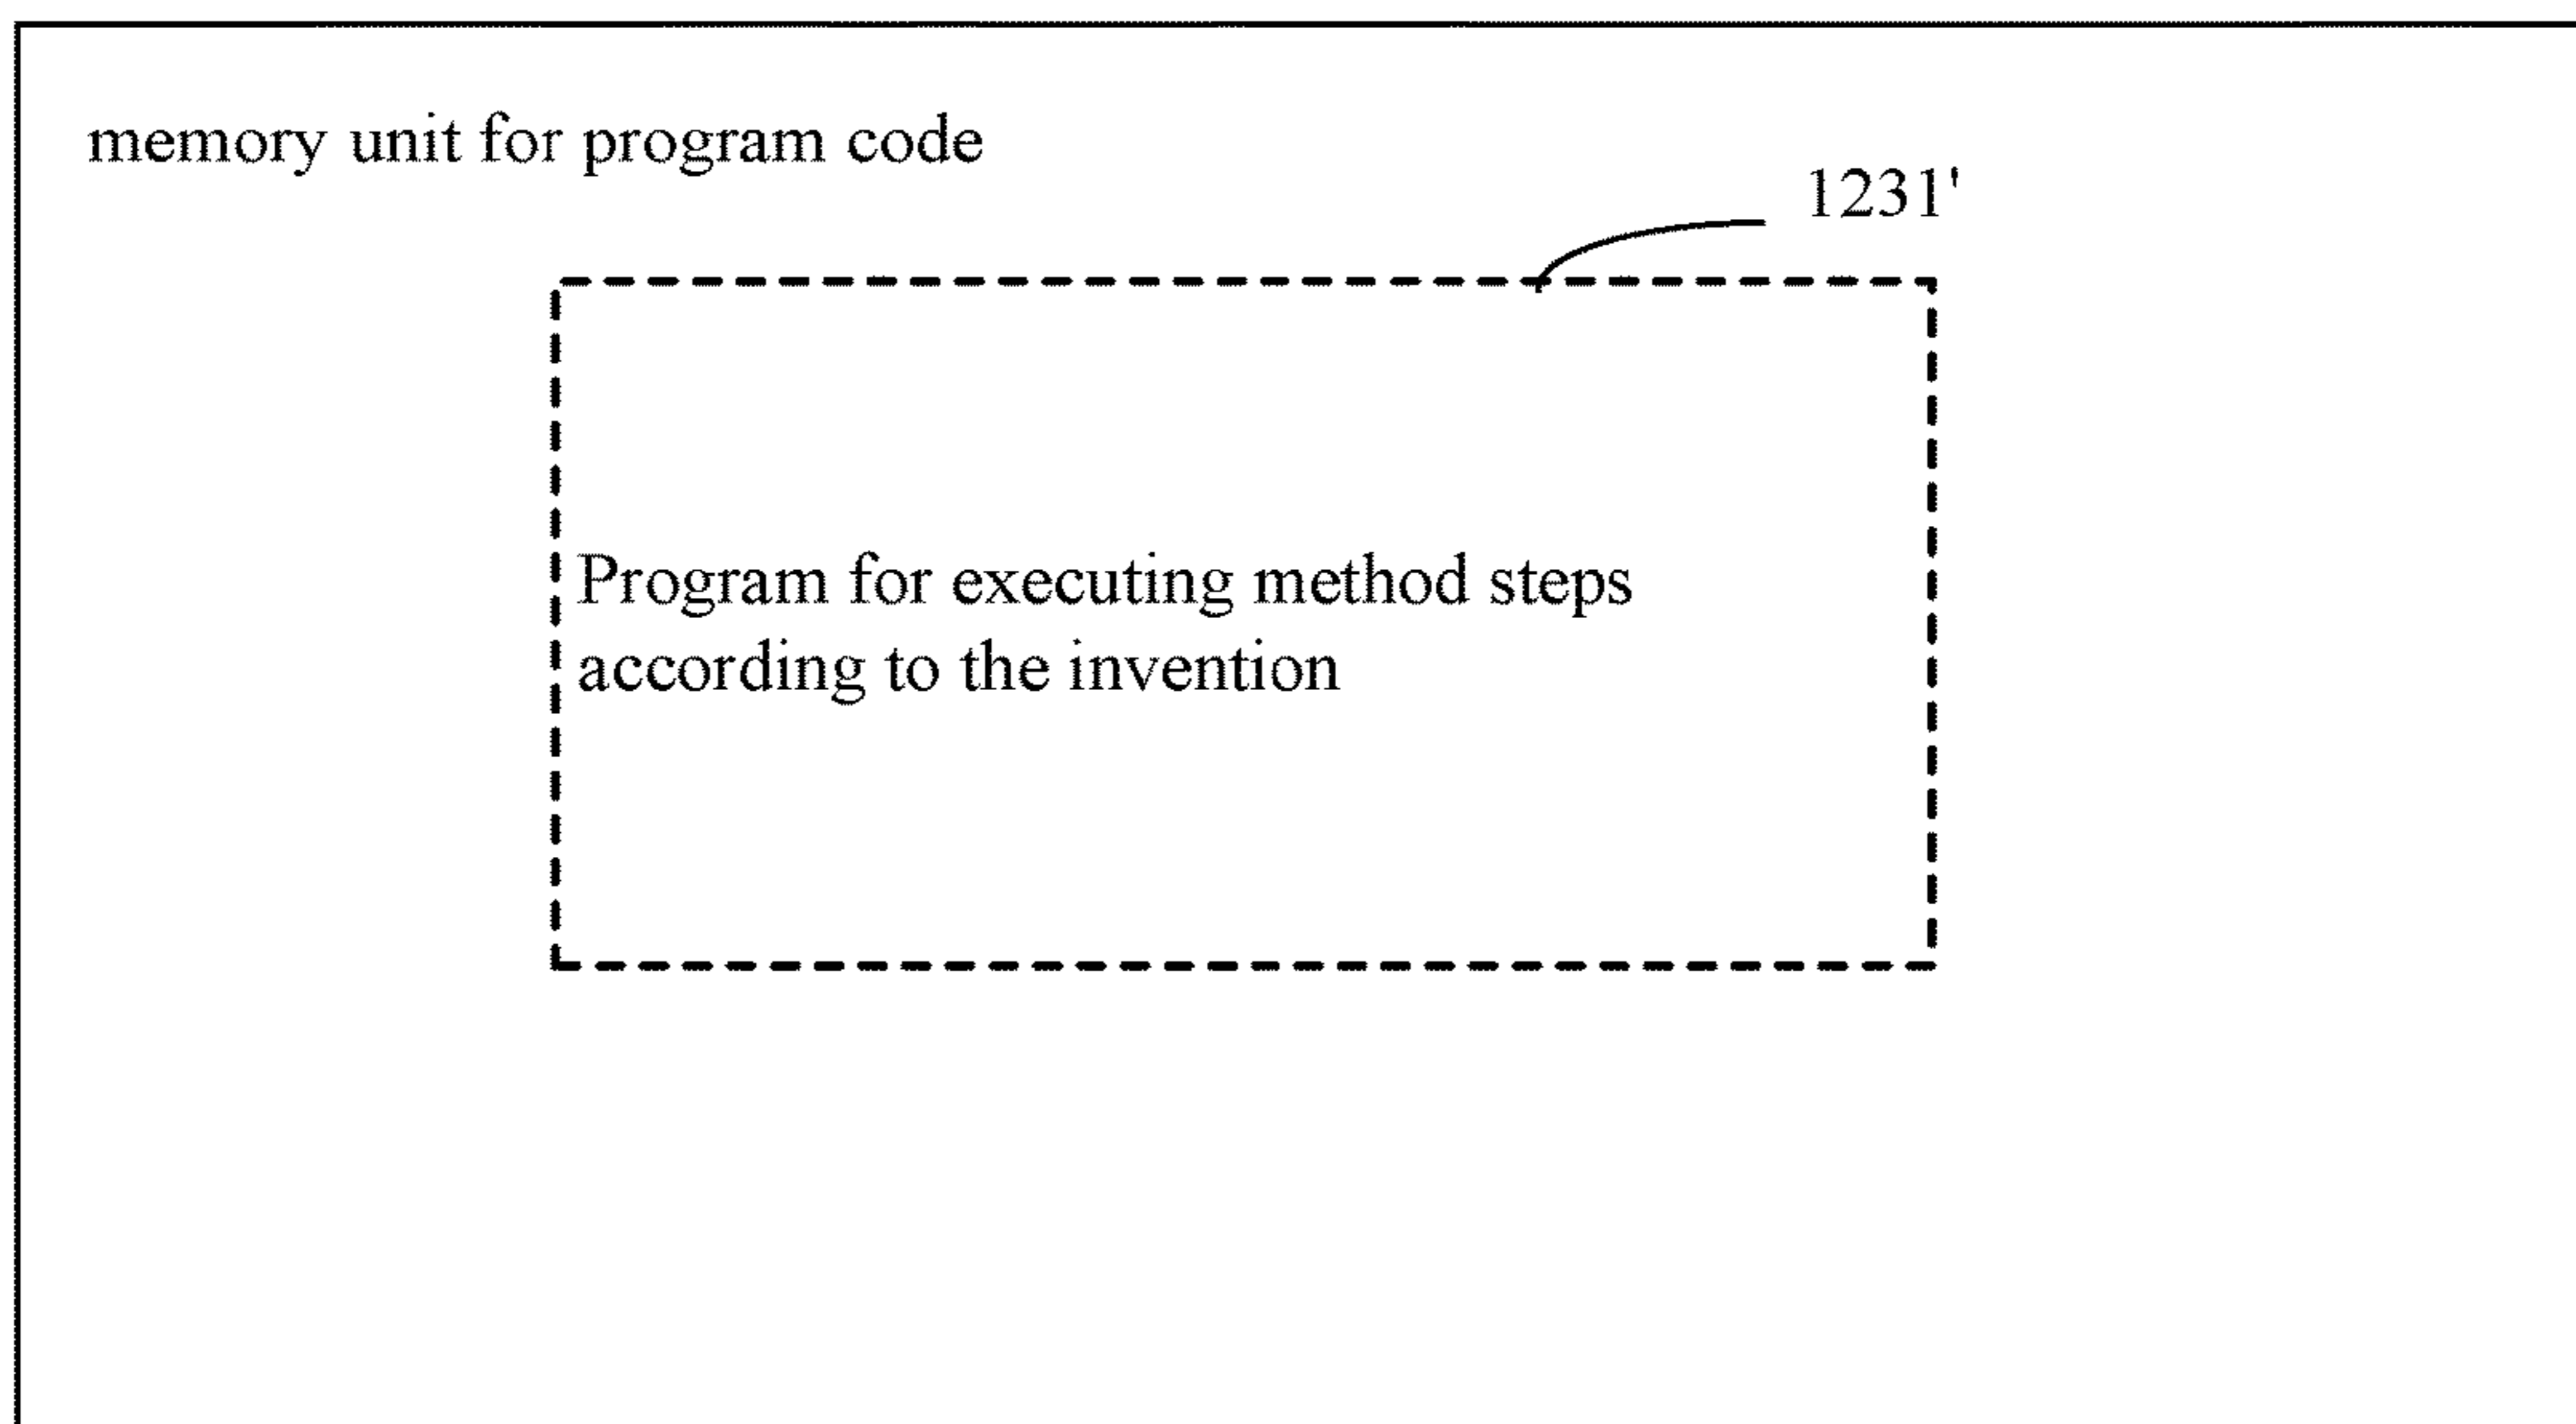 memory unit for program code
1231'
Program for executing method steps
according to the invention